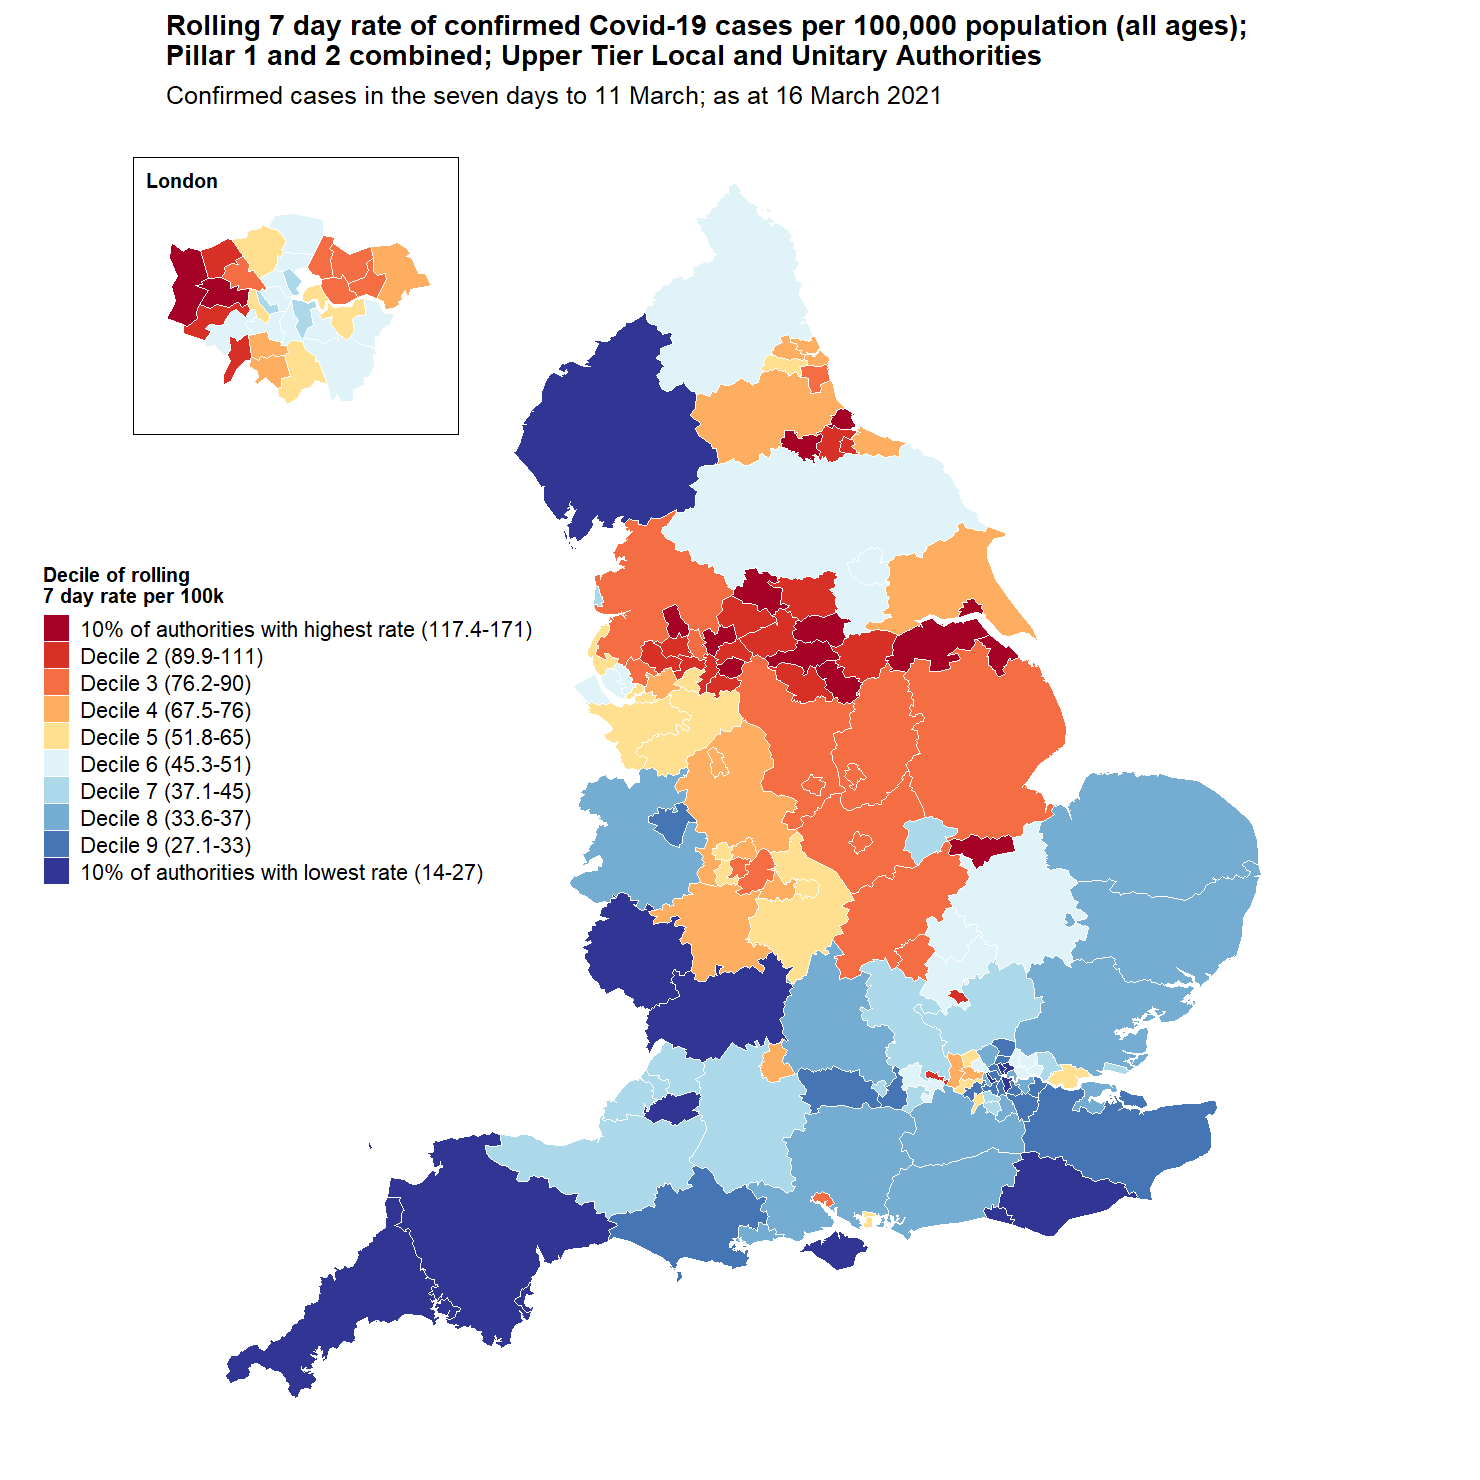 Rolling 7 day rate of confirmed Covid-19 cases per 100,000 population (all ages);
Pillar 1 and 2 combined; Upper Tier Local and Unitary Authorities
Confirmed cases in the seven days to 11 March; as at 16 March 2021
London
Decile of rolling
7 day rate per 100k
10% of authorities with highest rate (117.4-171)
Decile 2 (89.9-111)
Decile 3 (76.2-90)
Decile 4 (67.5-76)
Decile 5 (51.8-65)
Decile 6 (45.3-51)
Decile 7 (37.1-45)
Decile 8 (33.6-37)
Decile 9 (27.1-33)
10% of authorities with lowest rate (14-27)